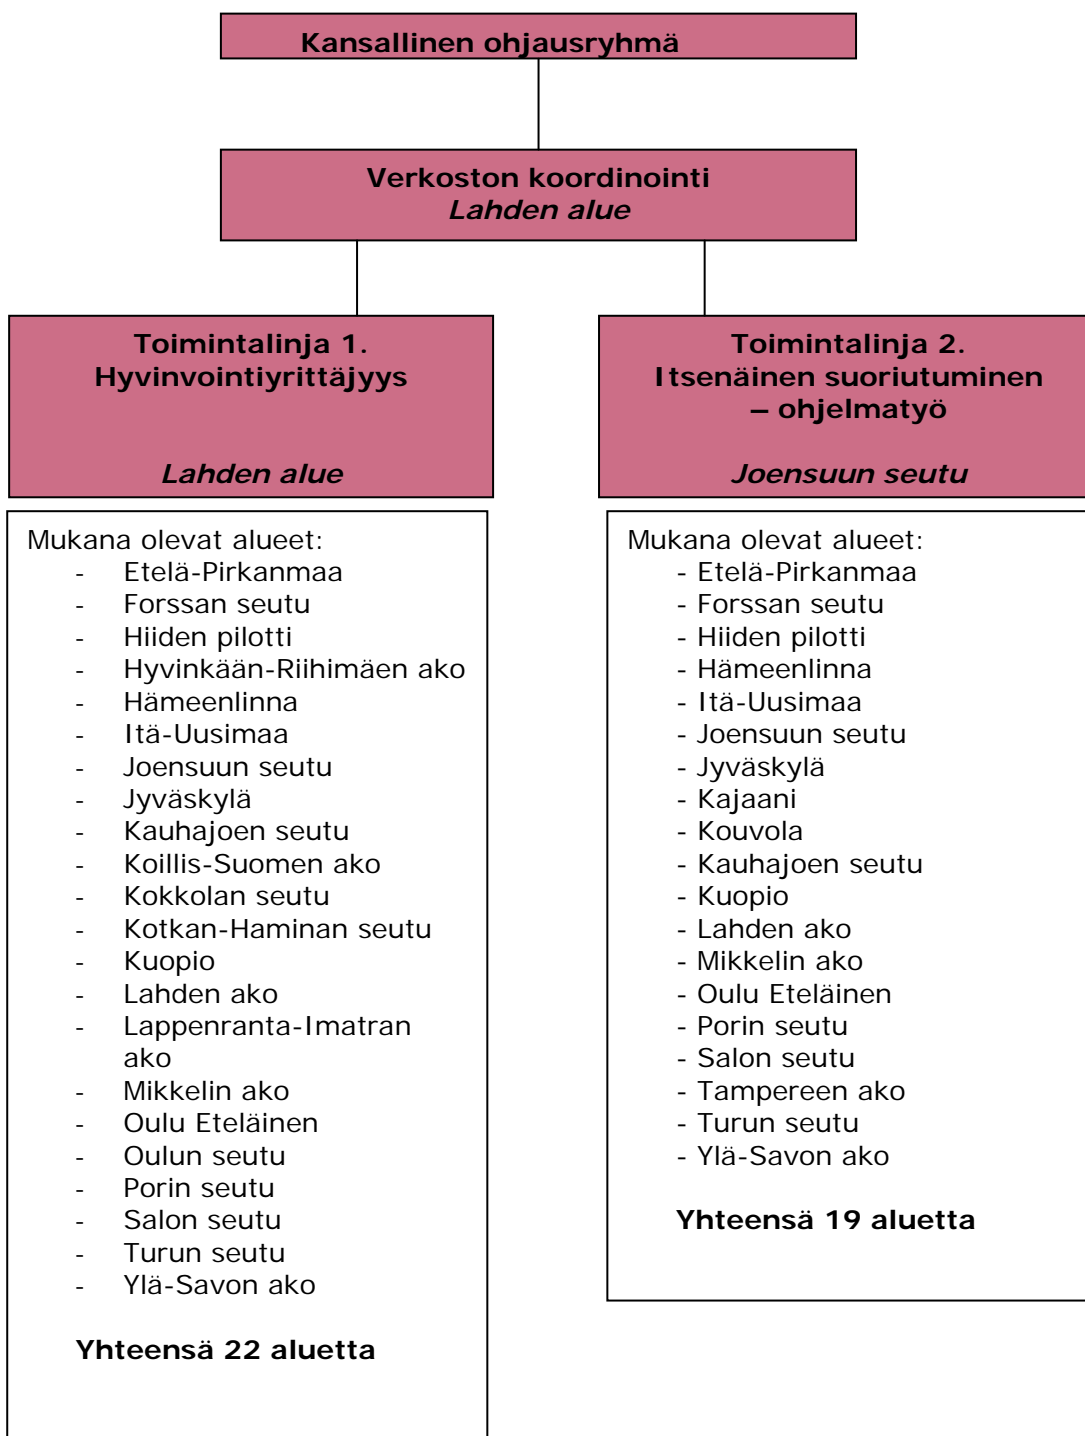 Kansallinen ohjausryhmä
Verkoston koordinointi
Lahden alue
Toimintalinja 1.
Hyvinvointiyrittäjyys
Lahden alue
Mukana olevat alueet:
- Etelä-Pirkanmaa
- Forssan seutu
- Hiiden pilotti
- Hyvinkään-Riihimäen ako
- Hämeenlinna
- Itä-Uusimaa
- Joensuun seutu
- Jyväskylä
- Kauhajoen seutu
- Koillis-Suomen ako
- Kokkolan seutu
- Kotkan-Haminan seutu
- Kuopio
- Lahden ako
- Lappenranta-Imatran
ako
- Mikkelin ako
- Oulu Eteläinen
- Oulun seutu
- Porin seutu
- Salon seutu
- Turun seutu
- Ylä-Savon ako
Yhteensä 22 aluetta
Toimintalinja 2.
Itsenäinen suoriutuminen
– ohjelmatyö
Joensuun seutu
Mukana olevat alueet:
- Etelä-Pirkanmaa
- Forssan seutu
- Hiiden pilotti
- Hämeenlinna
- Itä-Uusimaa
- Joensuun seutu
- Jyväskylä
- Kajaani
- Kouvola
- Kauhajoen seutu
- Kuopio
- Lahden ako
- Mikkelin ako
- Oulu Eteläinen
- Porin seutu
- Salon seutu
- Tampereen ako
- Turun seutu
- Ylä-Savon ako
Yhteensä 19 aluetta